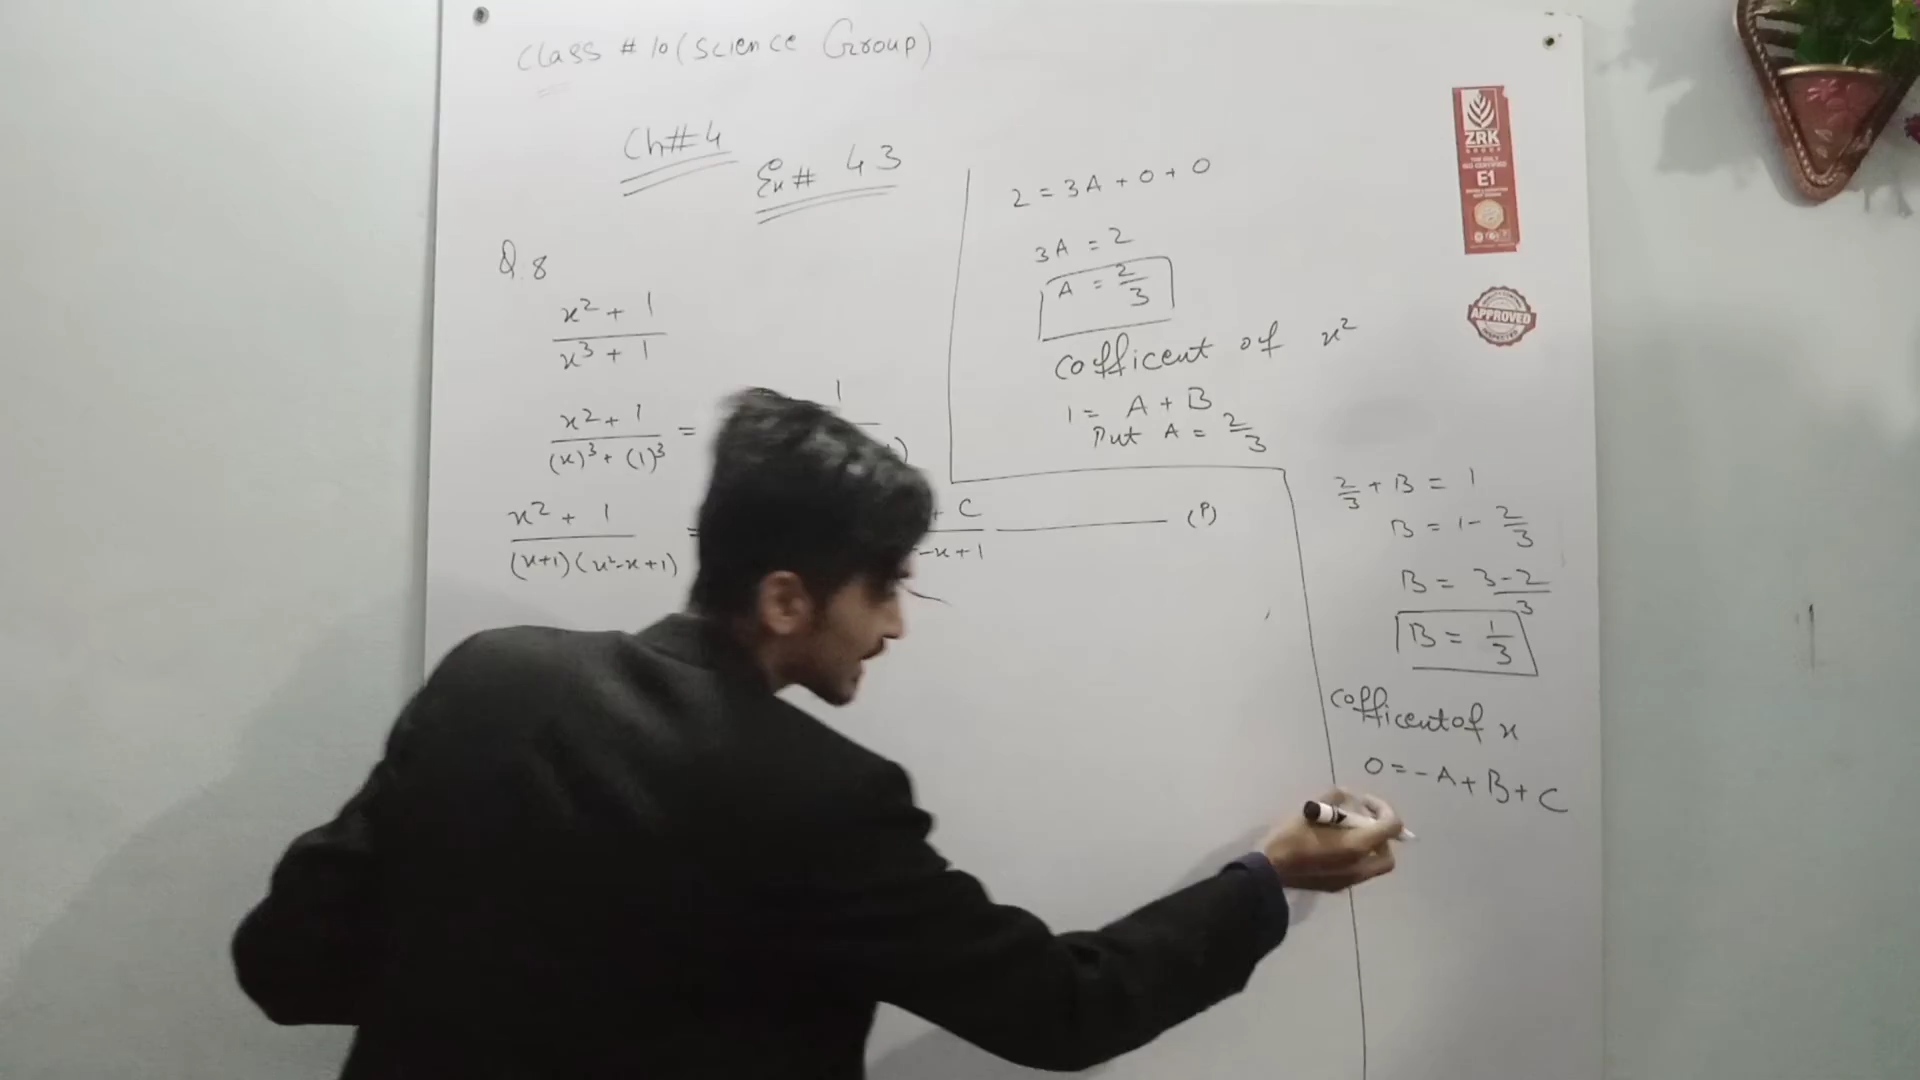 Class # 10 (Science Group)
Ch# 4
Ex# 4 3
Q.8
x² + 1
x³ + 1
x² + 1
(x)³ + (1)³
=
1
)
x² + 1
(x+1)(x²-x+1)
=
+ C
-x+1
(P)
2 = 3A + 0 + 0
3A = 2
A = 2/3
Cofficent of x²
1 = A + B
Put A = 2/3
2/3 + B = 1
B = 1 - 2/3
B = 3-2/3
B = 1/3
Cofficent of x
0 = -A + B + C
ZRK
E1
APPROVED